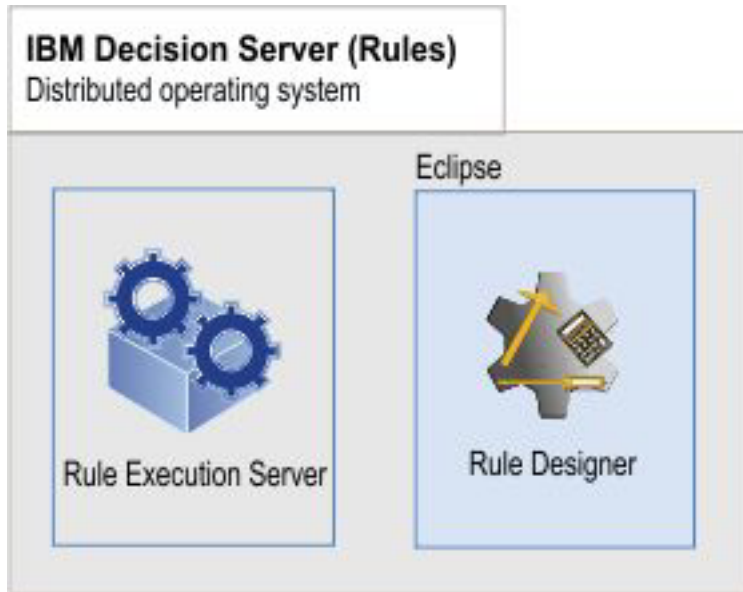 IBM Decision Server (Rules)
Distributed operating system
Eclipse
Rule Execution Server
Rule Designer